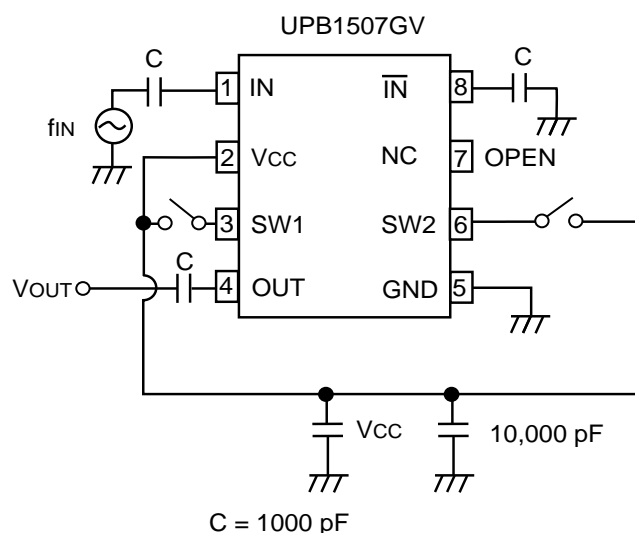 UPB1507GV
C
C
1 IN
IN 8
fIN
2 VCC
NC 7 OPEN
3 SW1
SW2 6
C
VOUT
4 OUT
GND 5
VCC
10,000 pF
C = 1000 pF